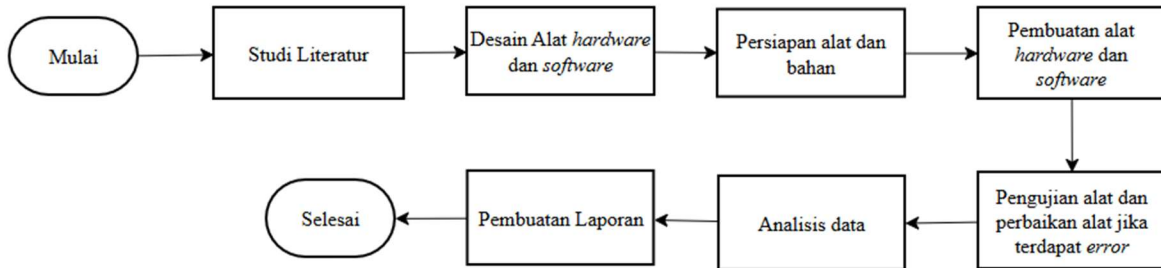 Mulai
Studi Literatur
Desain Alat hardware
dan software
Persiapan alat dan
bahan
Pembuatan alat
hardware dan
software
Pengujian alat dan
perbaikan alat jika
terdapat error
Analisis data
Pembuatan Laporan
Selesai